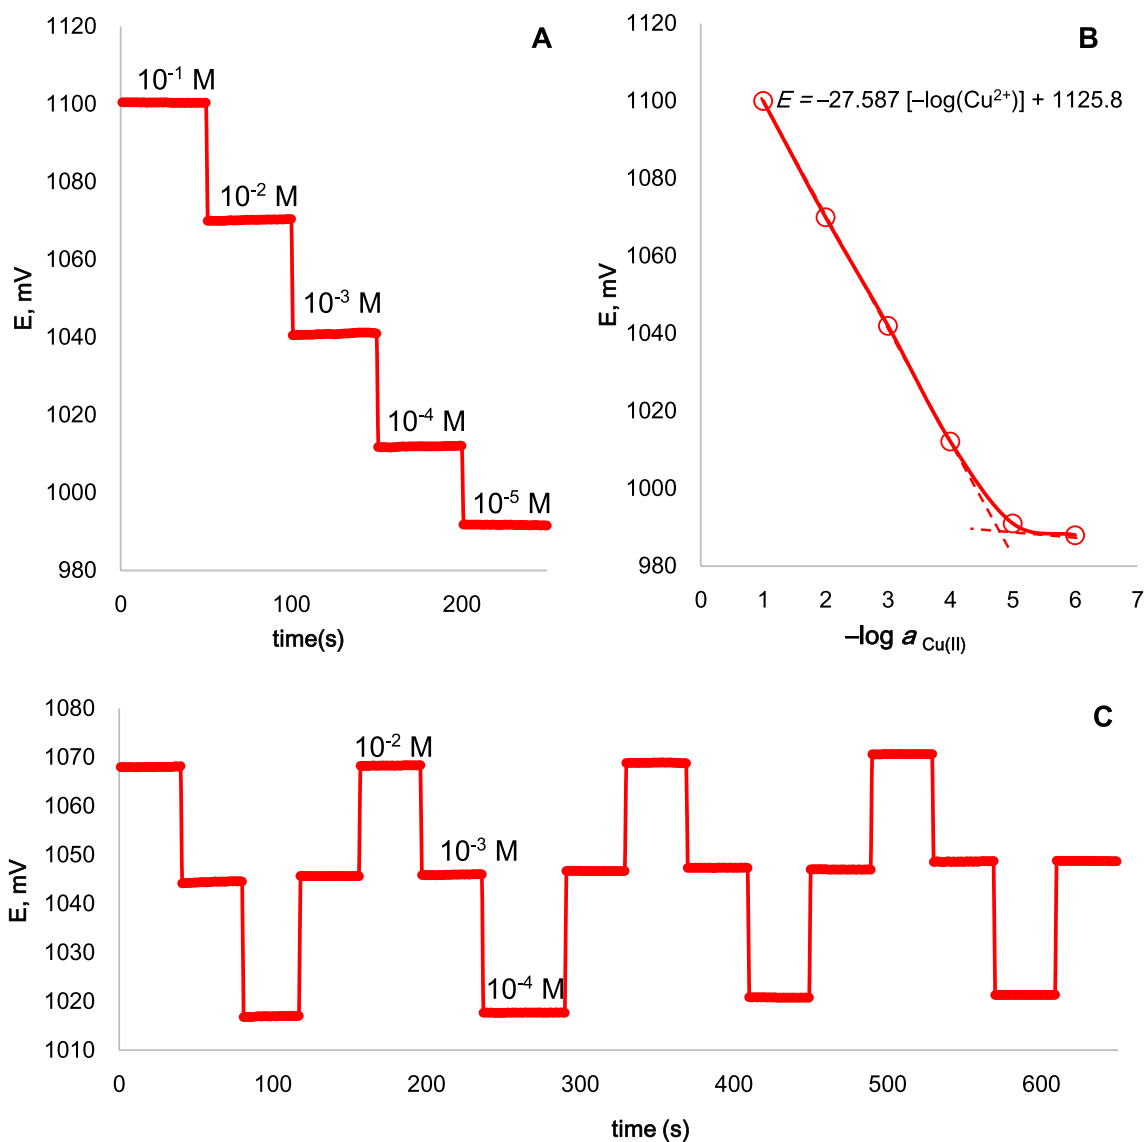 A
1120
1100
1080
1060
1040
1020
1000
980
E, mV
10⁻¹ M
10⁻² M
10⁻³ M
10⁻⁴ M
10⁻⁵ M
0 100 200
time(s)
B
1120
1100
1080
1060
1040
1020
1000
980
E, mV
E = –27.587 [–log(Cu²⁺)] + 1125.8
0 1 2 3 4 5 6 7
–log a Cu(II)
C
1080
1070
1060
1050
1040
1030
1020
1010
E, mV
10⁻² M
10⁻³ M
10⁻⁴ M
0 100 200 300 400 500 600
time (s)